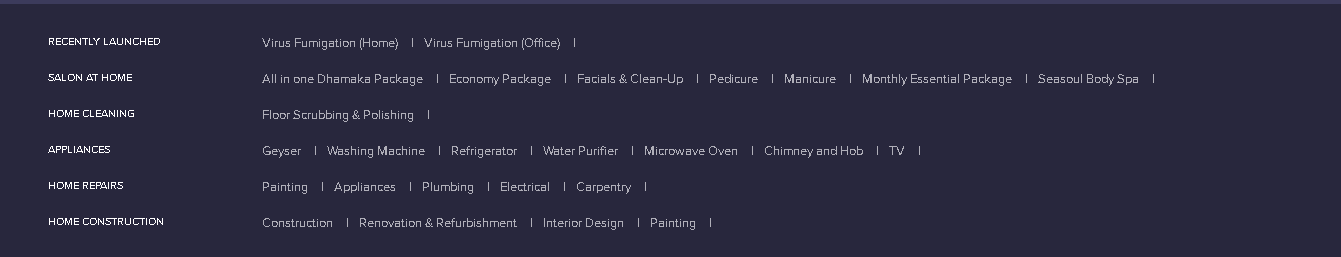 RECENTLY LAUNCHED Virus Fumigation (Home) | Virus Fumigation (Office) |
SALON AT HOME All in one Dhamaka Package | Economy Package | Facials & Clean-Up | Pedicure | Manicure | Monthly Essential Package | Seasoul Body Spa |
HOME CLEANING Floor Scrubbing & Polishing |
APPLIANCES Geyser | Washing Machine | Refrigerator | Water Purifier | Microwave Oven | Chimney and Hob | TV |
HOME REPAIRS Painting | Appliances | Plumbing | Electrical | Carpentry |
HOME CONSTRUCTION Construction | Renovation & Refurbishment | Interior Design | Painting |